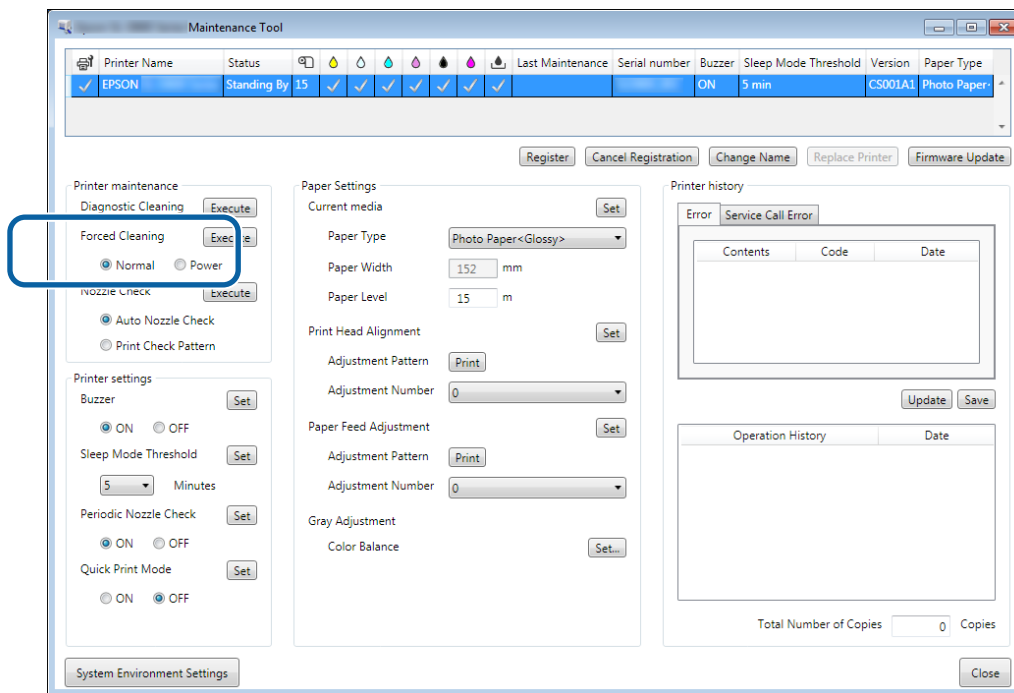 Maintenance Tool
Printer Name Status Last Maintenance Serial number Buzzer Sleep Mode Threshold Version Paper Type
EPSON Standing By 15 ON 5 min CS001A1 Photo Paper
Register Cancel Registration Change Name Replace Printer Firmware Update
Printer maintenance
Diagnostic Cleaning Execute
Forced Cleaning Execute
Normal Power
Nozzle Check Execute
Auto Nozzle Check
Print Check Pattern
Printer settings
Buzzer Set
ON OFF
Sleep Mode Threshold Set
5 Minutes
Periodic Nozzle Check Set
ON OFF
Quick Print Mode Set
ON OFF
Paper Settings
Current media Set
Paper Type Photo Paper<Glossy>
Paper Width 152 mm
Paper Level 15 m
Print Head Alignment Set
Adjustment Pattern Print
Adjustment Number 0
Paper Feed Adjustment Set
Adjustment Pattern Print
Adjustment Number 0
Gray Adjustment
Color Balance Set...
Printer history
Error Service Call Error
Contents Code Date
Update Save
Operation History Date
Total Number of Copies 0 Copies
System Environment Settings Close